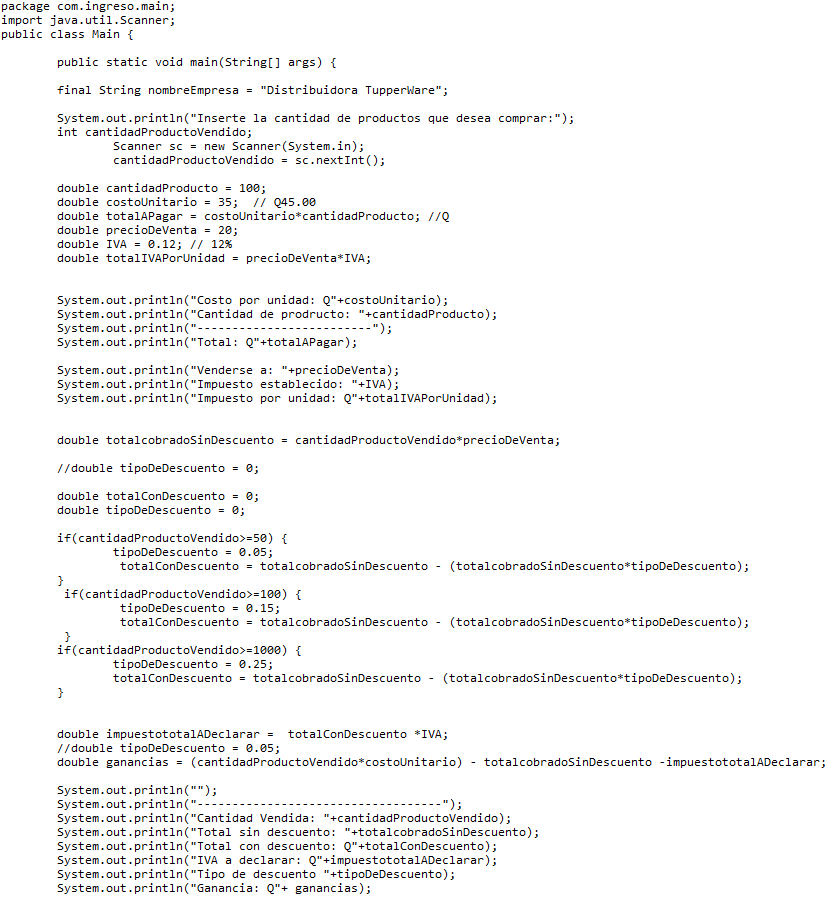 package com.ingreso.main;
import java.util.Scanner;
public class Main {
public static void main(String[] args) {
final String nombreEmpresa = "Distribuidora TupperWare";
System.out.println("Inserte la cantidad de productos que desea comprar:");
int cantidadProductoVendido;
Scanner sc = new Scanner(System.in);
cantidadProductoVendido = sc.nextInt();
double cantidadProducto = 100;
double costoUnitario = 35;  // Q45.00
double totalAPagar = costoUnitario*cantidadProducto; //Q
double precioDeVenta = 20;
double IVA = 0.12; // 12%
double totalIVAPorUnidad = precioDeVenta*IVA;
System.out.println("Costo por unidad: Q"+costoUnitario);
System.out.println("Cantidad de prodructo: "+cantidadProducto);
System.out.println("-------------------------");
System.out.println("Total: Q"+totalAPagar);
System.out.println("Venderse a: "+precioDeVenta);
System.out.println("Impuesto establecido: "+IVA);
System.out.println("Impuesto por unidad: Q"+totalIVAPorUnidad);
double totalcobradoSinDescuento = cantidadProductoVendido*precioDeVenta;
//double tipoDeDescuento = 0;
double totalConDescuento = 0;
double tipoDeDescuento = 0;
if(cantidadProductoVendido>=50) {
tipoDeDescuento = 0.05;
totalConDescuento = totalcobradoSinDescuento - (totalcobradoSinDescuento*tipoDeDescuento);
}
if(cantidadProductoVendido>=100) {
tipoDeDescuento = 0.15;
totalConDescuento = totalcobradoSinDescuento - (totalcobradoSinDescuento*tipoDeDescuento);
}
if(cantidadProductoVendido>=1000) {
tipoDeDescuento = 0.25;
totalConDescuento = totalcobradoSinDescuento - (totalcobradoSinDescuento*tipoDeDescuento);
}
double impuestototalADeclarar =  totalConDescuento *IVA;
//double tipoDeDescuento = 0.05;
double ganancias = (cantidadProductoVendido*costoUnitario) - totalcobradoSinDescuento -impuestototalADeclarar;
System.out.println("");
System.out.println("-----------------------------------");
System.out.println("Cantidad Vendida: "+cantidadProductoVendido);
System.out.println("Total sin descuento: "+totalcobradoSinDescuento);
System.out.println("Total con descuento: Q"+totalConDescuento);
System.out.println("IVA a declarar: Q"+impuestototalADeclarar);
System.out.println("Tipo de descuento "+tipoDeDescuento);
System.out.println("Ganancia: Q"+ ganancias);